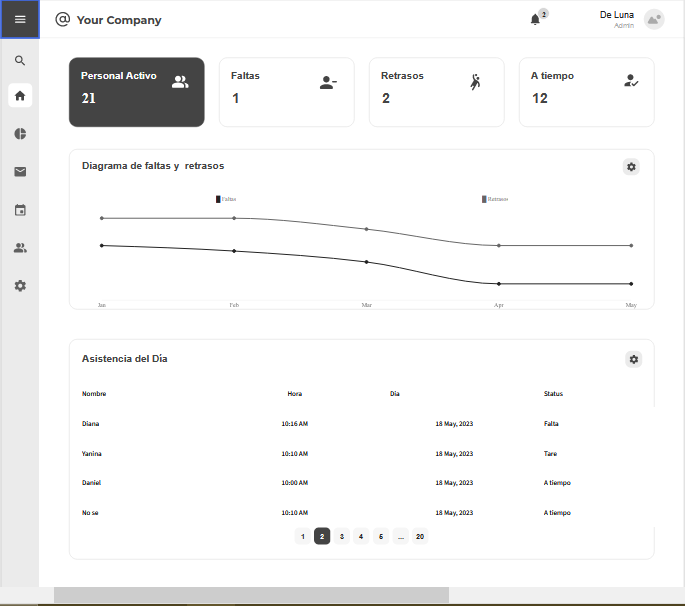 @ Your Company
2
De Luna
Admin
Personal Activo
21
Faltas
1
Retrasos
2
A tiempo
12
Diagrama de faltas y retrasos
Faltas
Retrasos
Jan Feb Mar Apr May
Asistencia del Día
Nombre Hora Dia Status
Diana 10:16 AM 18 May, 2023 Falta
Yanina 10:10 AM 18 May, 2023 Tare
Daniel 10:00 AM 18 May, 2023 A tiempo
No se 10:10 AM 18 May, 2023 A tiempo
1 2 3 4 5 ... 20